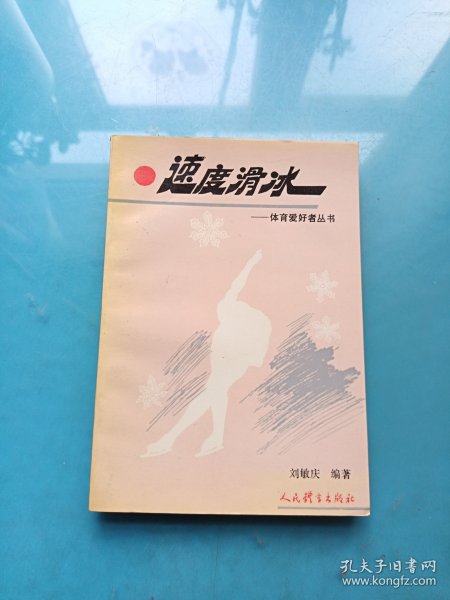 速度滑冰
——体育爱好者丛书
刘敏庆 编著
人民体育出版社
孔夫子旧书网
www.kongfz.com